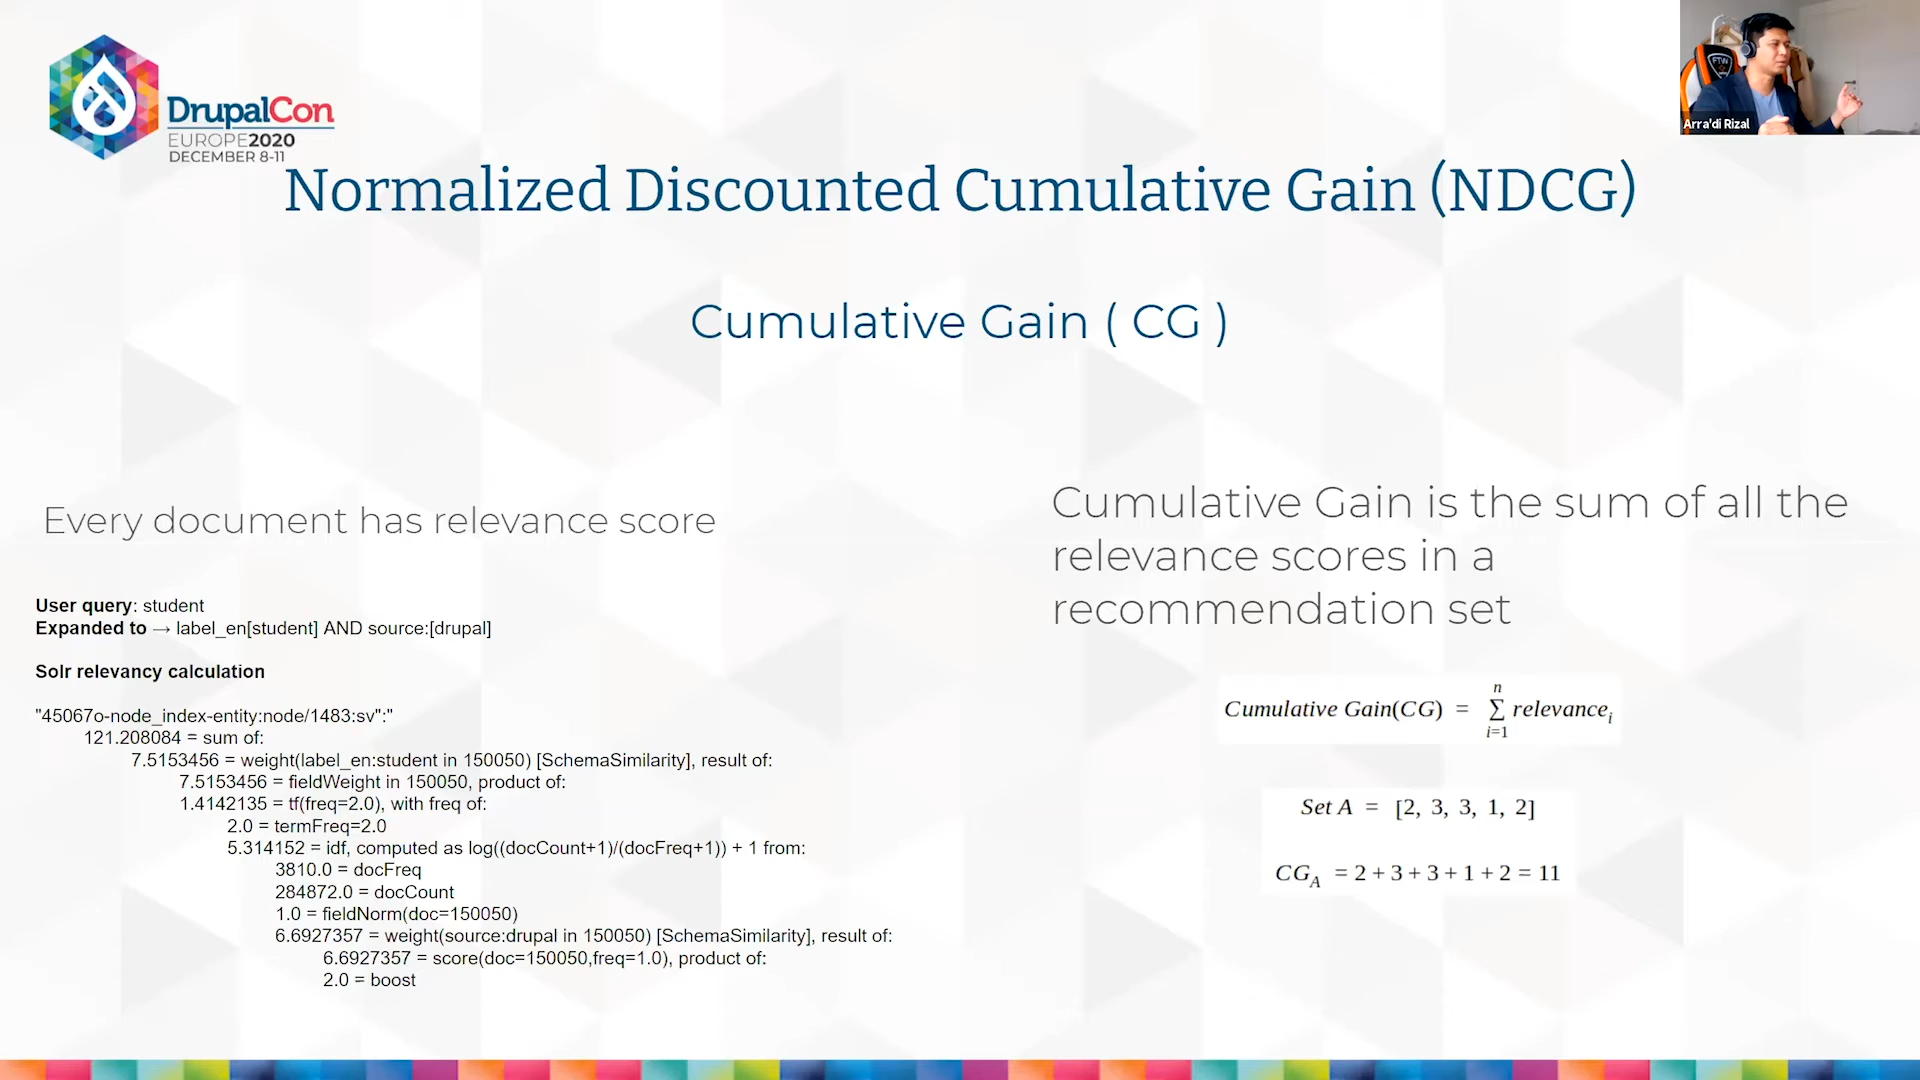 DrupalCon
EUROPE2020
DECEMBER 8-11
FTW
Arra'di Rizal
Normalized Discounted Cumulative Gain (NDCG)
Cumulative Gain ( CG )
Every document has relevance score
User query: student
Expanded to → label_en[student] AND source:[drupal]
Solr relevancy calculation
"45067o-node_index-entity:node/1483:sv":"
121.208084 = sum of:
7.5153456 = weight(label_en:student in 150050) [SchemaSimilarity], result of:
7.5153456 = fieldWeight in 150050, product of:
1.4142135 = tf(freq=2.0), with freq of:
2.0 = termFreq=2.0
5.314152 = idf, computed as log((docCount+1)/(docFreq+1)) + 1 from:
3810.0 = docFreq
284872.0 = docCount
1.0 = fieldNorm(doc=150050)
6.6927357 = weight(source:drupal in 150050) [SchemaSimilarity], result of:
6.6927357 = score(doc=150050,freq=1.0), product of:
2.0 = boost
Cumulative Gain is the sum of all the
relevance scores in a
recommendation set
Cumulative Gain(CG) = n∑i=1 relevancei
Set A = [2, 3, 3, 1, 2]
CGA = 2 + 3 + 3 + 1 + 2 = 11